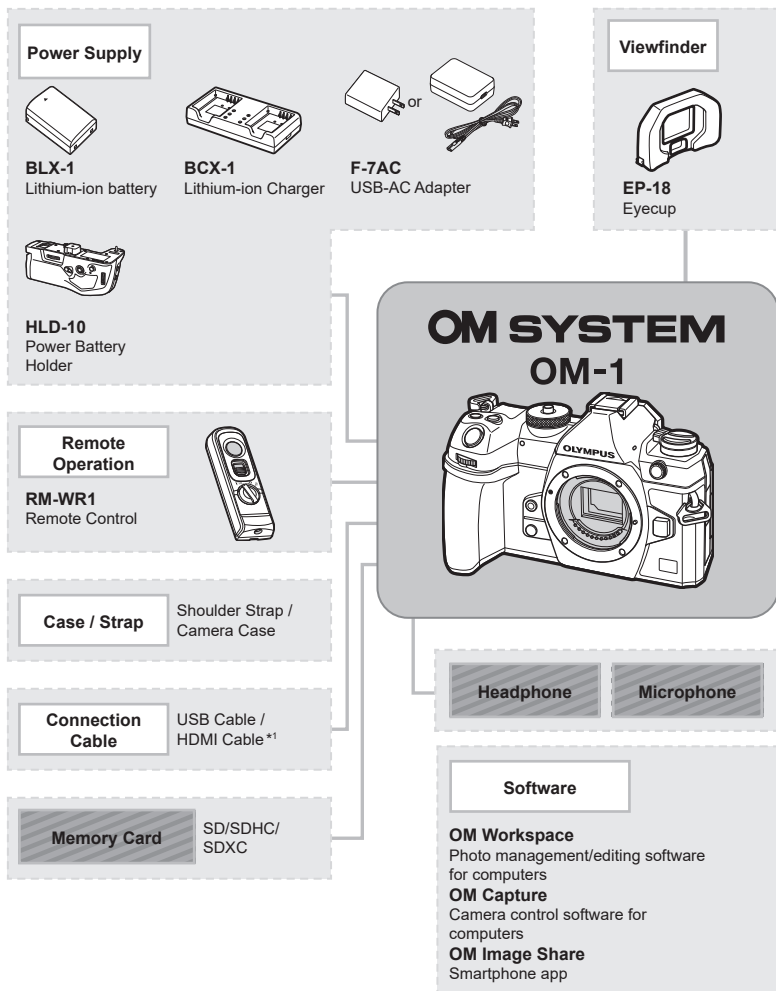 Power Supply
BLX-1
Lithium-ion battery
BCX-1
Lithium-ion Charger
or
F-7AC
USB-AC Adapter
HLD-10
Power Battery
Holder
Viewfinder
EP-18
Eyecup
OM SYSTEM
OM-1
OLYMPUS
Remote
Operation
RM-WR1
Remote Control
Case / Strap
Shoulder Strap /
Camera Case
Connection
Cable
USB Cable /
HDMI Cable *1
Memory Card
SD/SDHC/
SDXC
Headphone
Microphone
Software
OM Workspace
Photo management/editing software
for computers
OM Capture
Camera control software for
computers
OM Image Share
Smartphone app